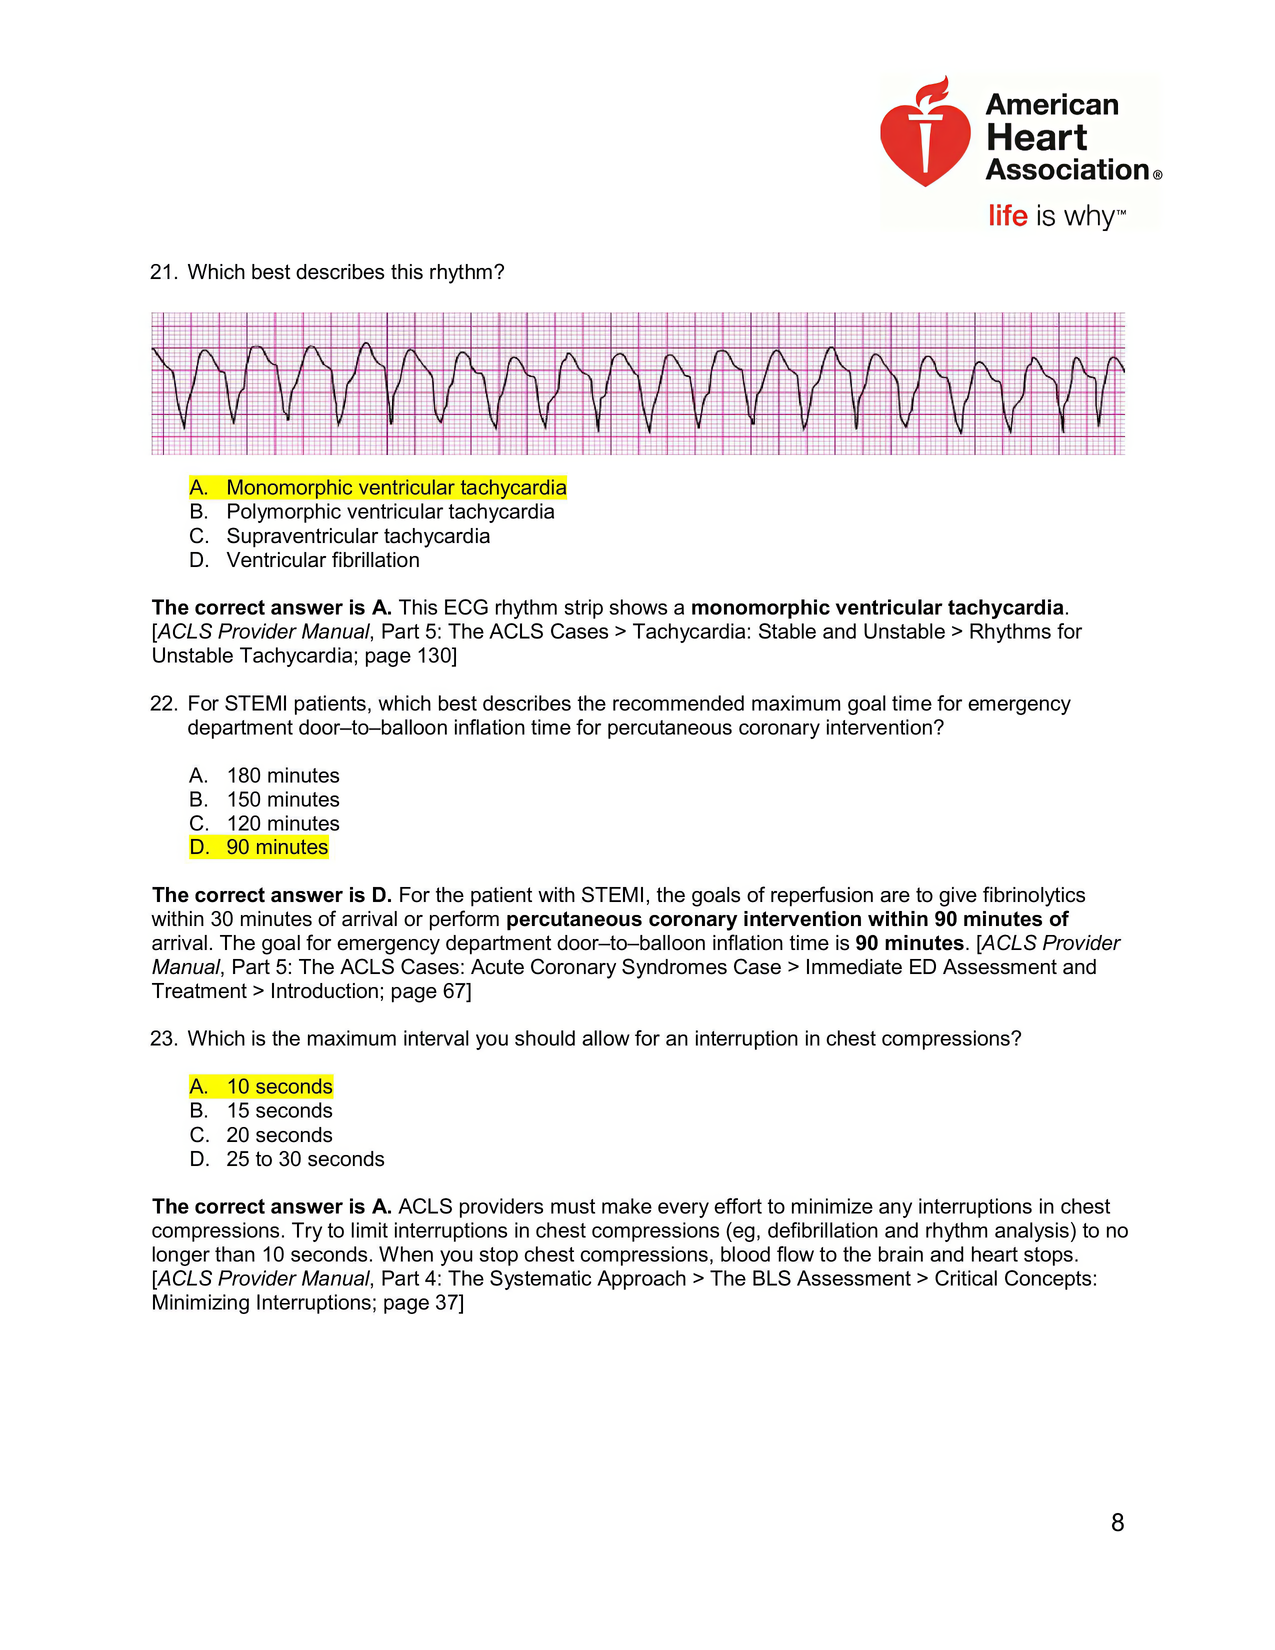 American
Heart
Association®
life is why™
21. Which best describes this rhythm?
A. Monomorphic ventricular tachycardia
B. Polymorphic ventricular tachycardia
C. Supraventricular tachycardia
D. Ventricular fibrillation
The correct answer is A. This ECG rhythm strip shows a monomorphic ventricular tachycardia.
[ACLS Provider Manual, Part 5: The ACLS Cases > Tachycardia: Stable and Unstable > Rhythms for
Unstable Tachycardia; page 130]
22. For STEMI patients, which best describes the recommended maximum goal time for emergency
department door–to–balloon inflation time for percutaneous coronary intervention?
A. 180 minutes
B. 150 minutes
C. 120 minutes
D. 90 minutes
The correct answer is D. For the patient with STEMI, the goals of reperfusion are to give fibrinolytics
within 30 minutes of arrival or perform percutaneous coronary intervention within 90 minutes of
arrival. The goal for emergency department door–to–balloon inflation time is 90 minutes. [ACLS Provider
Manual, Part 5: The ACLS Cases: Acute Coronary Syndromes Case > Immediate ED Assessment and
Treatment > Introduction; page 67]
23. Which is the maximum interval you should allow for an interruption in chest compressions?
A. 10 seconds
B. 15 seconds
C. 20 seconds
D. 25 to 30 seconds
The correct answer is A. ACLS providers must make every effort to minimize any interruptions in chest
compressions. Try to limit interruptions in chest compressions (eg, defibrillation and rhythm analysis) to no
longer than 10 seconds. When you stop chest compressions, blood flow to the brain and heart stops.
[ACLS Provider Manual, Part 4: The Systematic Approach > The BLS Assessment > Critical Concepts:
Minimizing Interruptions; page 37]
8